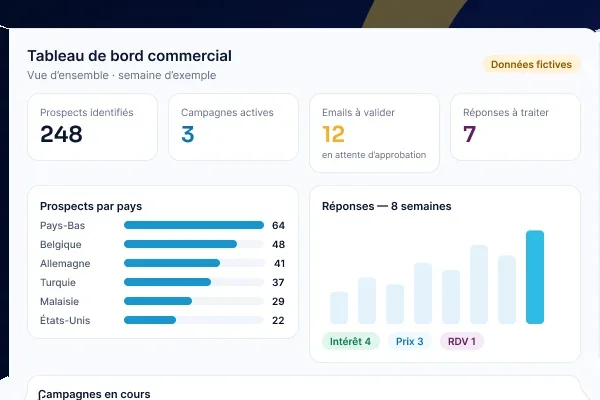 Tableau de bord commercial
Vue d’ensemble · semaine d’exemple
Données fictives
Prospects identifiés
248
Campagnes actives
3
Emails à valider
12
en attente d’approbation
Réponses à traiter
7
Prospects par pays
Pays-Bas 64
Belgique 48
Allemagne 41
Turquie 37
Malaisie 29
États-Unis 22
Réponses — 8 semaines
Intérêt 4 Prix 3 RDV 1
Campagnes en cours